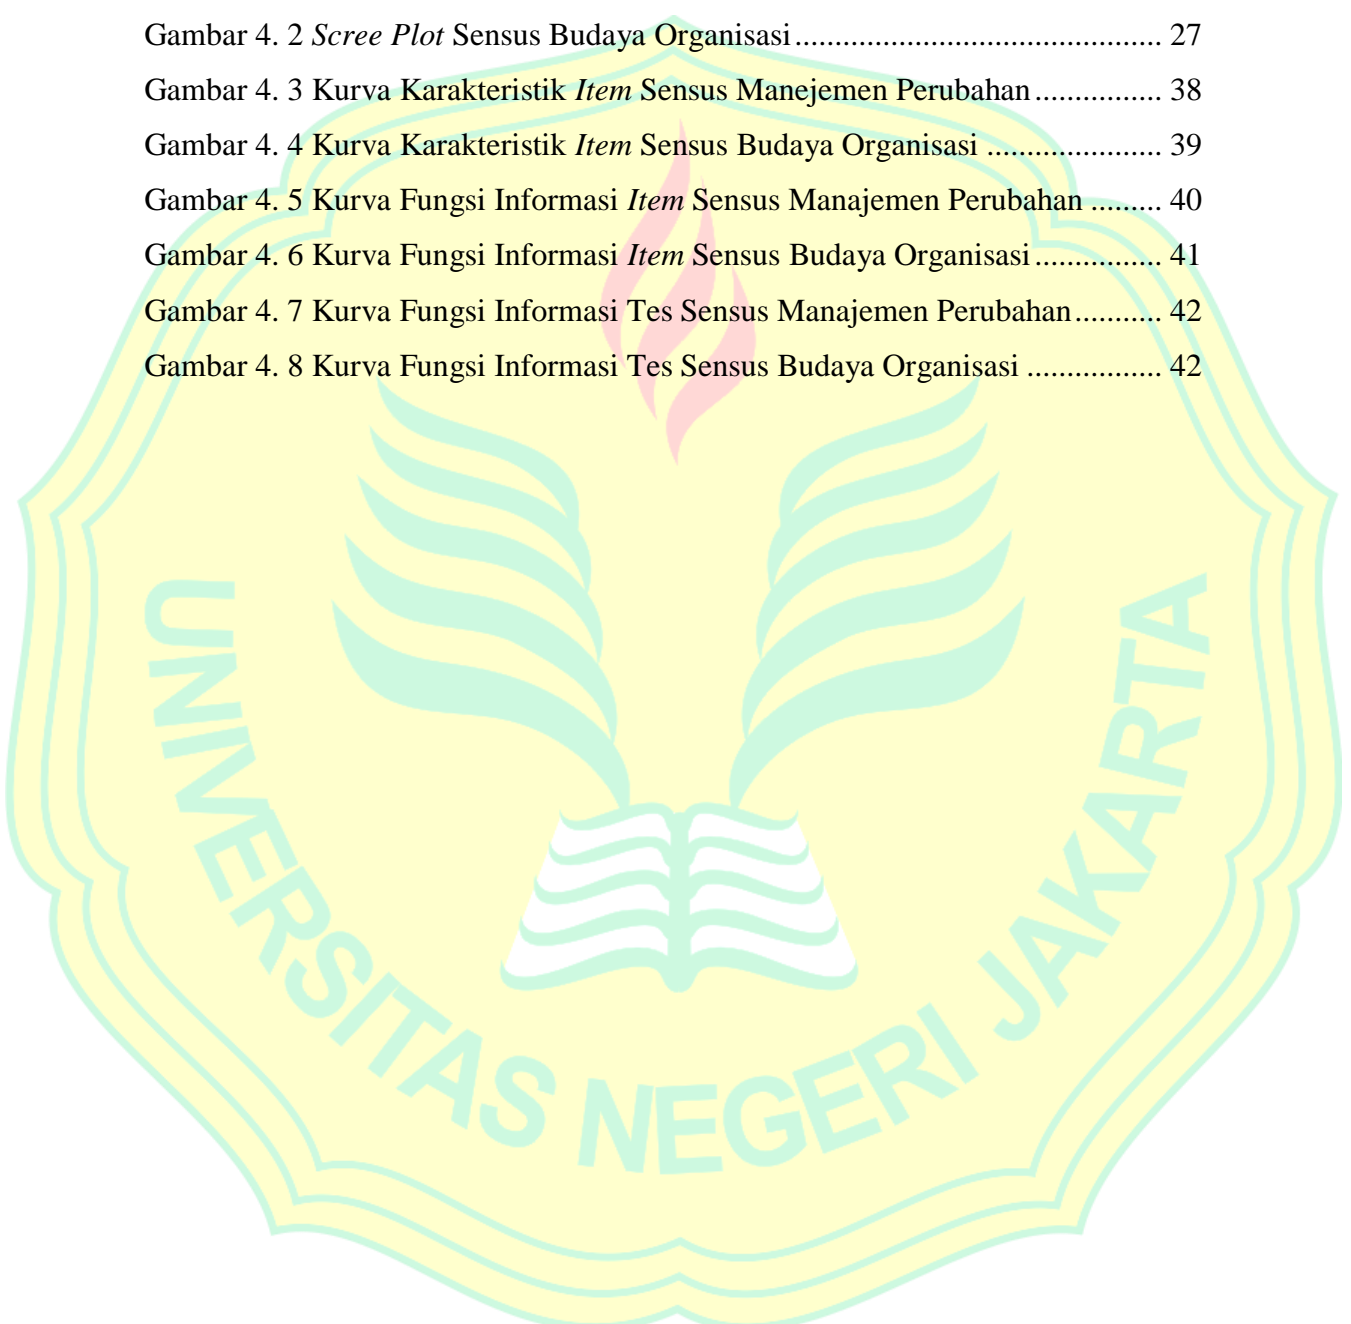 Gambar 4. 2 Scree Plot Sensus Budaya Organisasi.............................................. 27
Gambar 4. 3 Kurva Karakteristik Item Sensus Manejemen Perubahan................ 38
Gambar 4. 4 Kurva Karakteristik Item Sensus Budaya Organisasi ...................... 39
Gambar 4. 5 Kurva Fungsi Informasi Item Sensus Manajemen Perubahan ......... 40
Gambar 4. 6 Kurva Fungsi Informasi Item Sensus Budaya Organisasi................ 41
Gambar 4. 7 Kurva Fungsi Informasi Tes Sensus Manajemen Perubahan........... 42
Gambar 4. 8 Kurva Fungsi Informasi Tes Sensus Budaya Organisasi ................. 42
UNIVERSITAS NEGERI JAKARTA